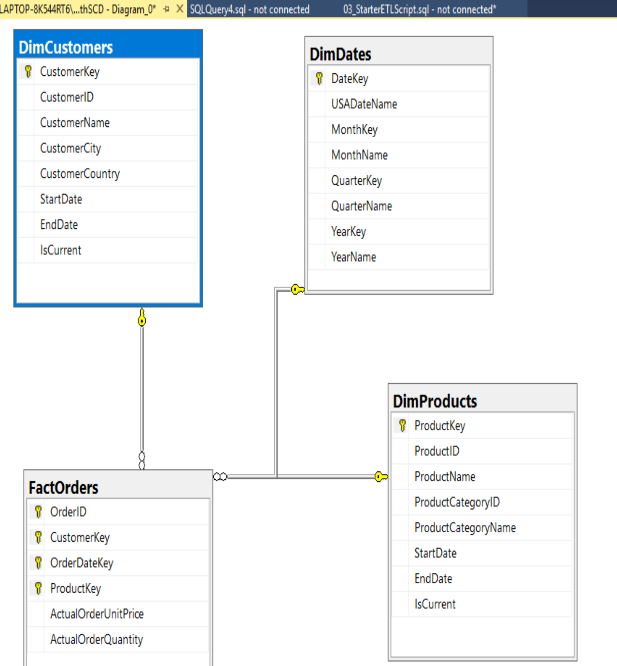 LAPTOP-8K544RT6\...thSCD - Diagram_0* SQLQuery4.sql - not connected 03_StarterETLScript.sql - not connected*
DimCustomers
CustomerKey
CustomerID
CustomerName
CustomerCity
CustomerCountry
StartDate
EndDate
IsCurrent
DimDates
DateKey
USADateName
MonthKey
MonthName
QuarterKey
QuarterName
YearKey
YearName
DimProducts
ProductKey
ProductID
ProductName
ProductCategoryID
ProductCategoryName
StartDate
EndDate
IsCurrent
FactOrders
OrderID
CustomerKey
OrderDateKey
ProductKey
ActualOrderUnitPrice
ActualOrderQuantity